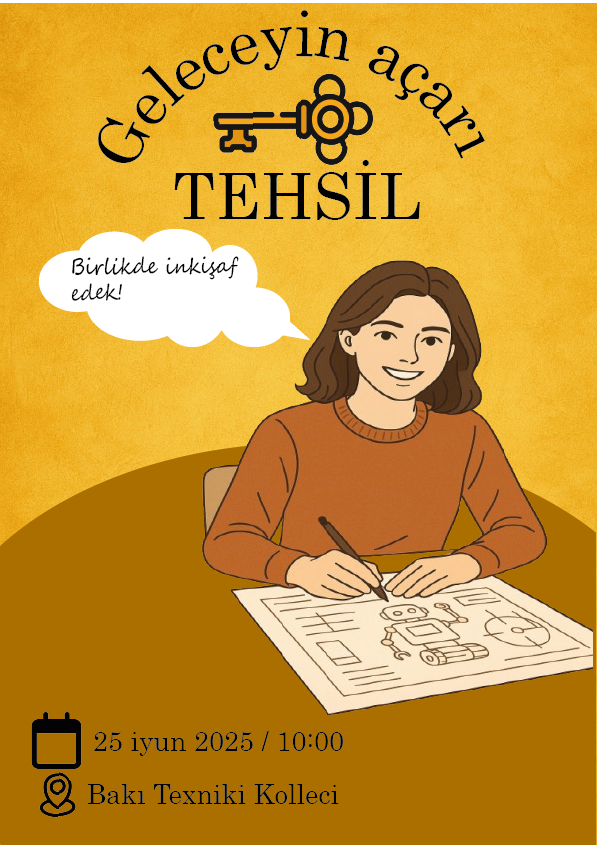 Geleceyin açarı
TEHSİL
Birlikde inkişaf
edek!
25 iyun 2025 / 10:00
Bakı Texniki Kolleci